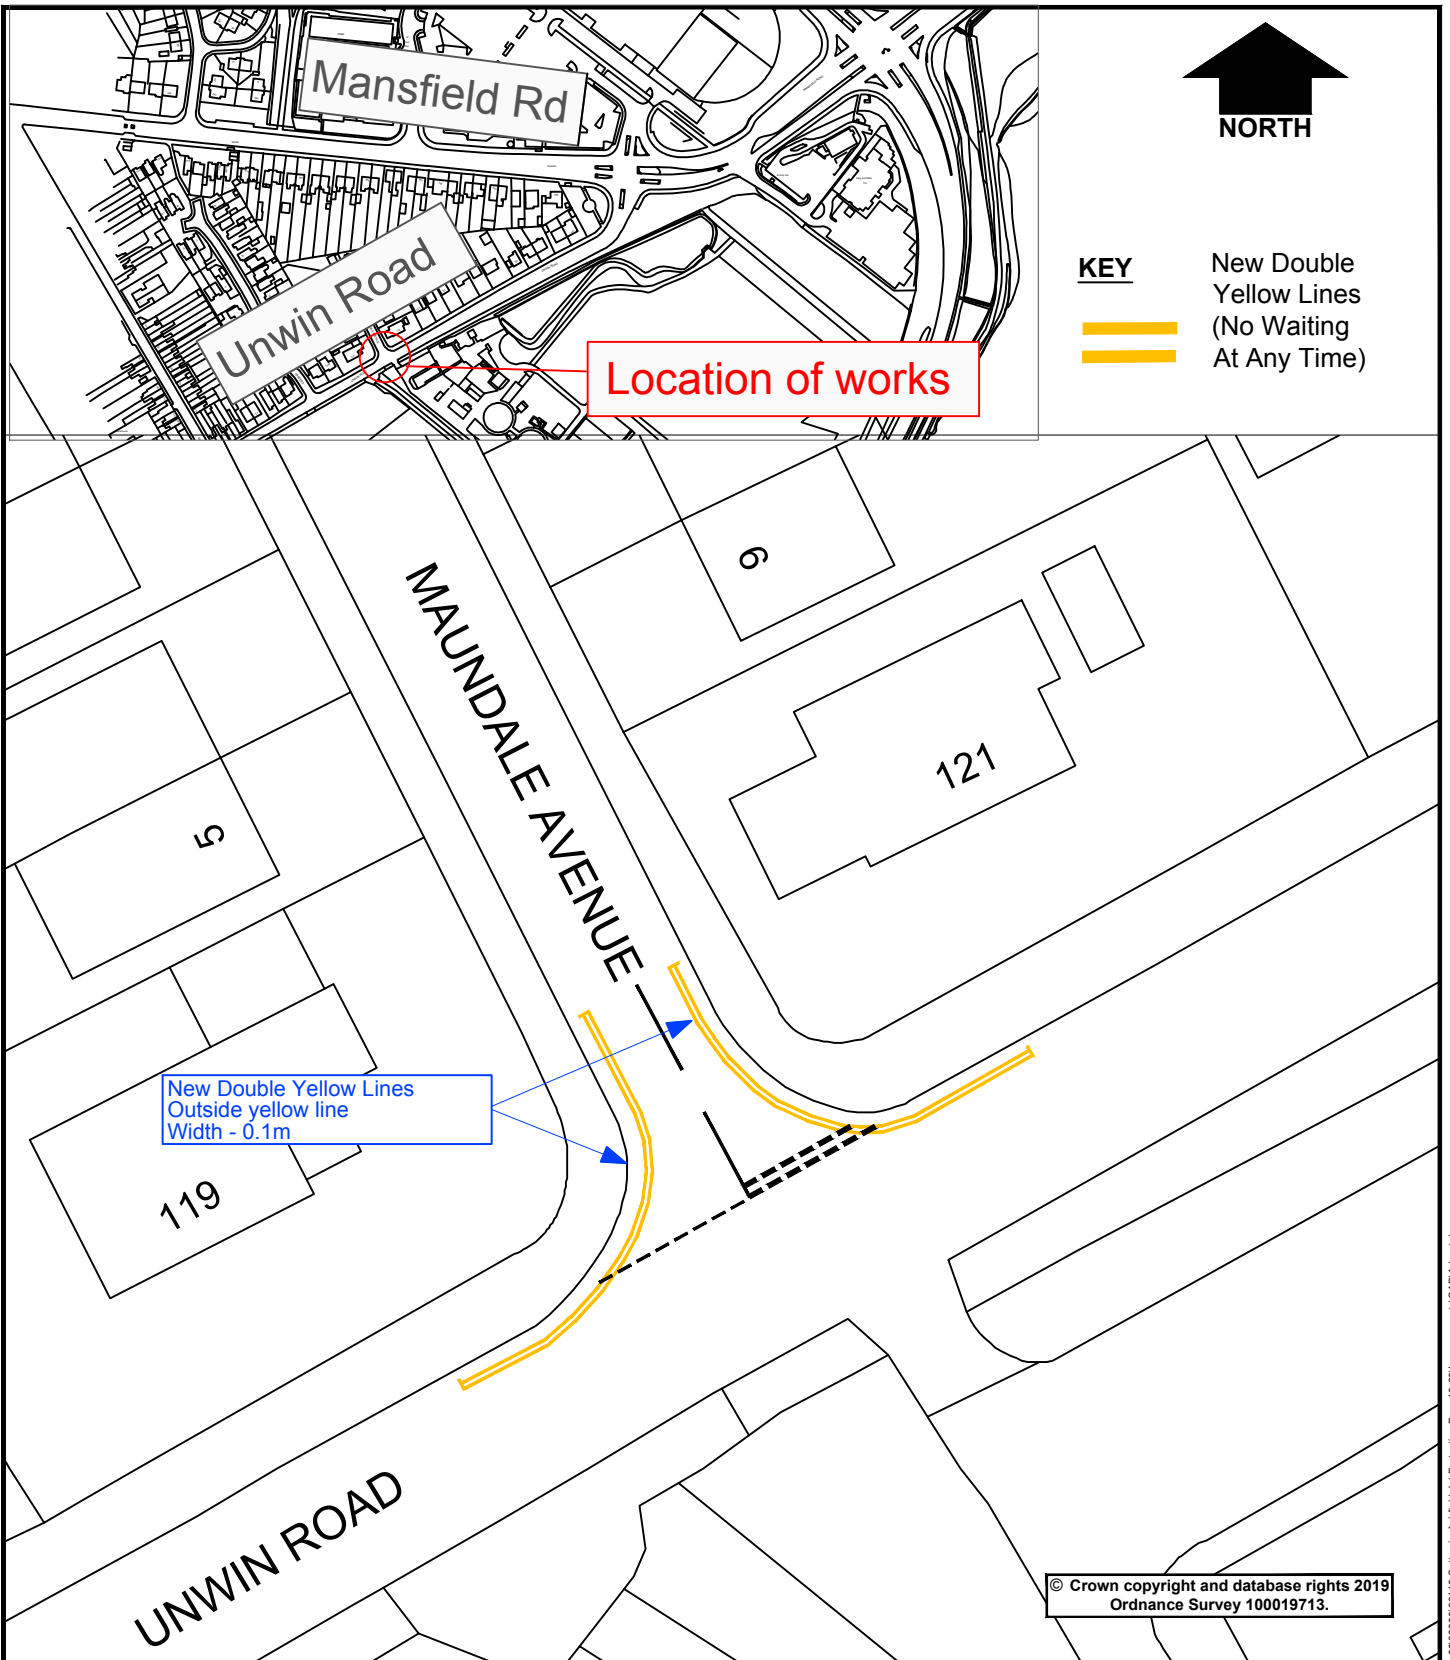 Mansfield Rd
Unwin Road
Location of works
NORTH
KEY
New Double
Yellow Lines
(No Waiting
At Any Time)
MAUNDALE AVENUE
6
121
5
119
New Double Yellow Lines
Outside yellow line
Width - 0.1m
UNWIN ROAD
© Crown copyright and database rights 2019
Ordnance Survey 100019713.